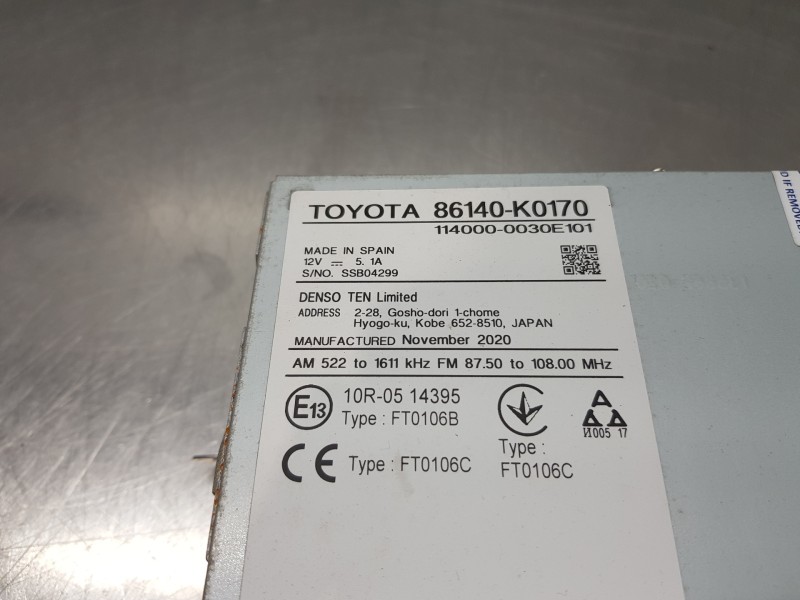 TOYOTA 86140-K0170
114000-0030E101
MADE IN SPAIN
12V 5.1A
S/NO. SSB04299
DENSO TEN Limited
ADDRESS 2-28, Gosho-dori 1-chome
Hyogo-ku, Kobe 652-8510, JAPAN
MANUFACTURED November 2020
AM 522 to 1611 kHz FM 87.50 to 108.00 MHz
E13 10R-05 14395
Type : FT0106B
CE Type : FT0106C
Type :
FT0106C
И005 17
D IF REMOVED